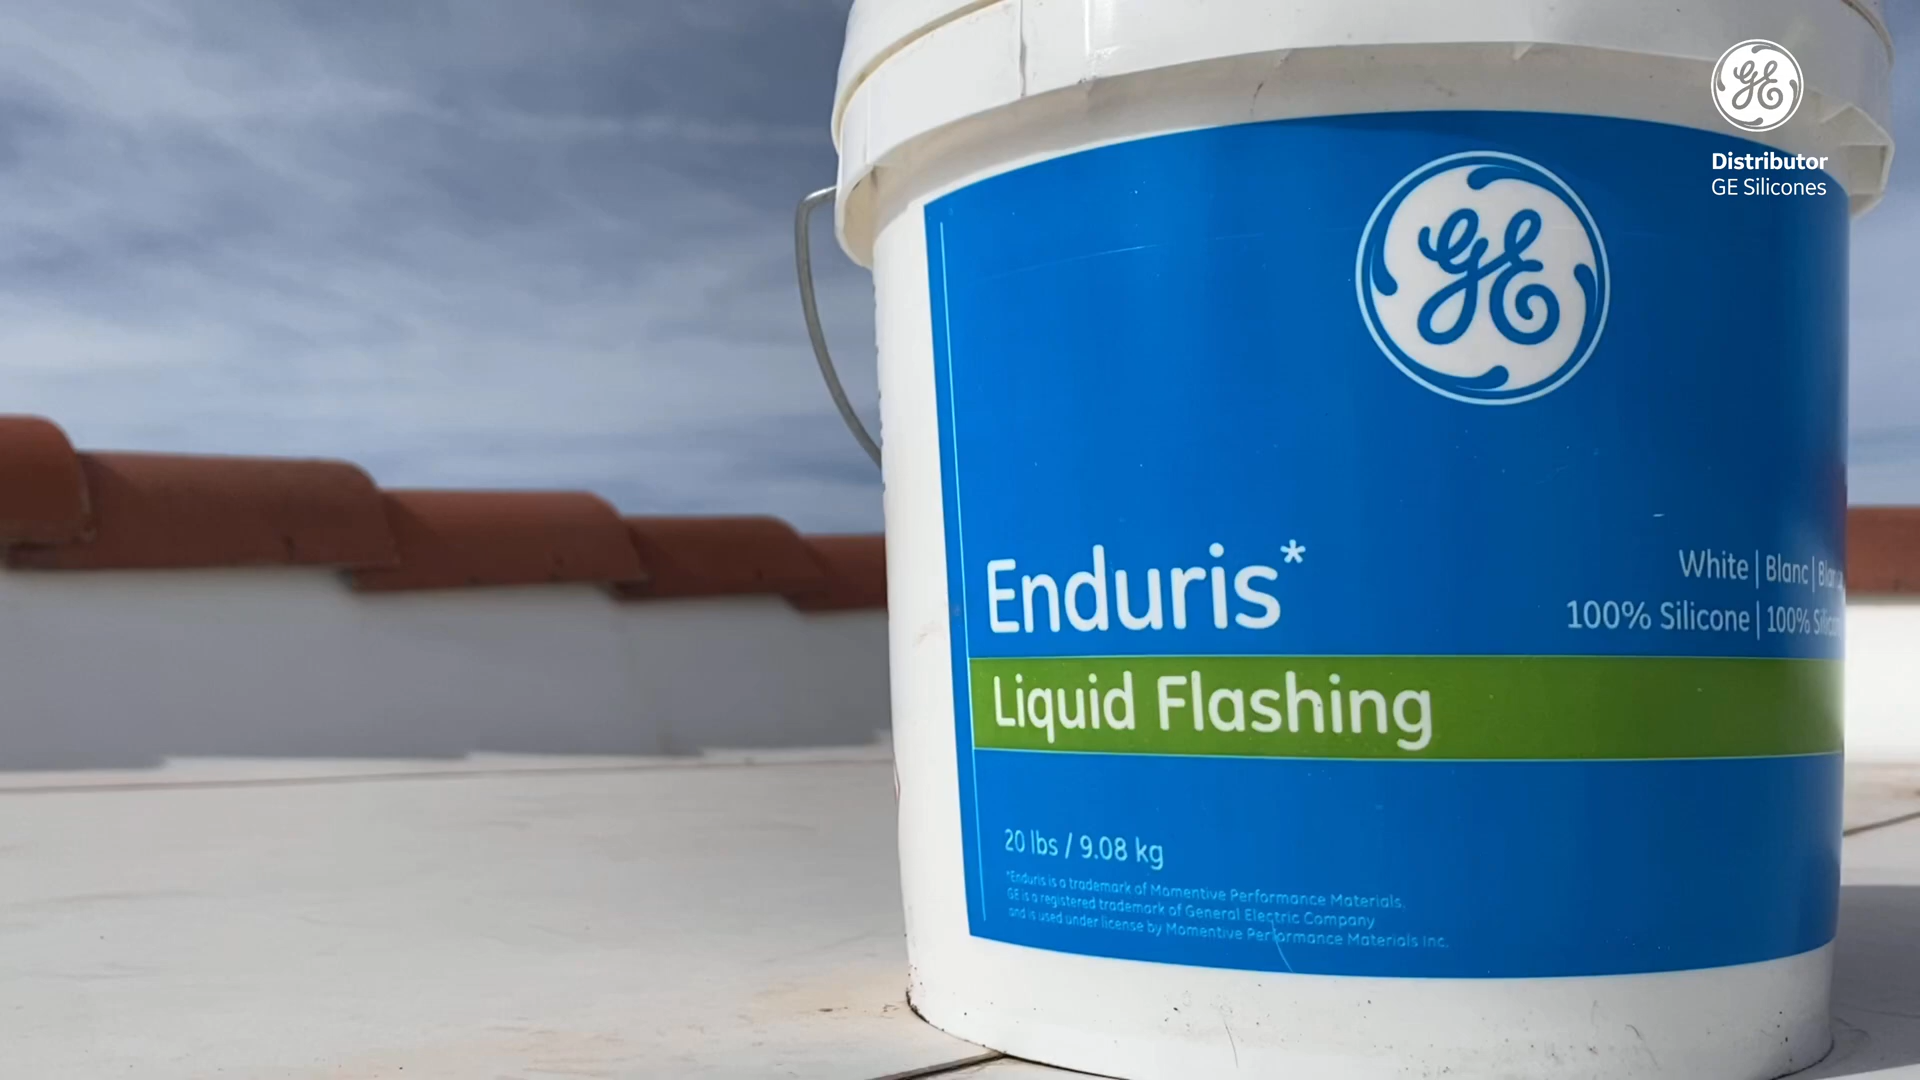 GE
Distributor
GE Silicones
GE
Enduris*
White | Blanc |
100% Silicone | 100%
Liquid Flashing
20 lbs / 9.08 kg
*Enduris is a trademark of Momentive Performance Materials.
GE is a registered trademark of General Electric Company
and is used under license by Momentive Performance Materials Inc.